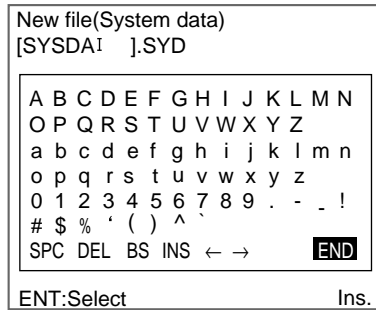 New file(System data)
[SYSDAI ].SYD
A B C D E F G H I J K L M N
O P Q R S T U V W X Y Z
a b c d e f g h i j k l m n
o p q r s t u v w x y z
0 1 2 3 4 5 6 7 8 9 . - _ !
# $ % ‘ ( ) ^ `
SPC DEL BS INS ← → END
ENT:Select Ins.